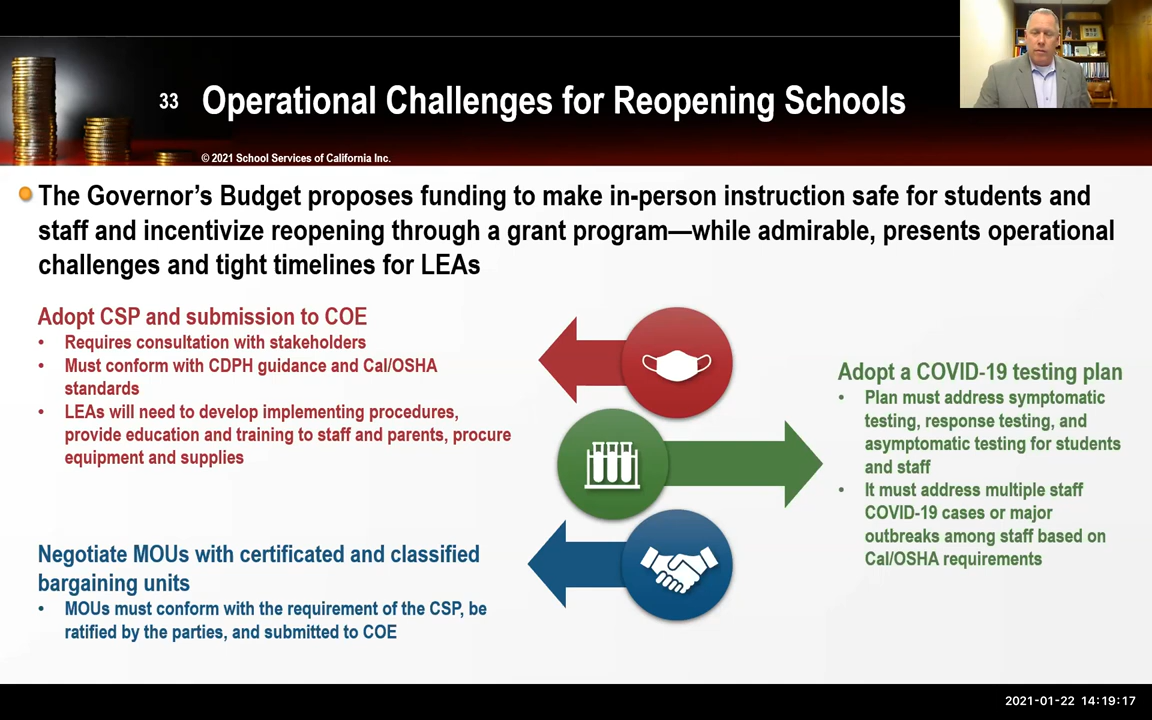 33 Operational Challenges for Reopening Schools
© 2021 School Services of California Inc.
The Governor’s Budget proposes funding to make in-person instruction safe for students and
staff and incentivize reopening through a grant program—while admirable, presents operational
challenges and tight timelines for LEAs
Adopt CSP and submission to COE
• Requires consultation with stakeholders
• Must conform with CDPH guidance and Cal/OSHA
standards
• LEAs will need to develop implementing procedures,
provide education and training to staff and parents, procure
equipment and supplies
Adopt a COVID-19 testing plan
• Plan must address symptomatic
testing, response testing, and
asymptomatic testing for students
and staff
• It must address multiple staff
COVID-19 cases or major
outbreaks among staff based on
Cal/OSHA requirements
Negotiate MOUs with certificated and classified
bargaining units
• MOUs must conform with the requirement of the CSP, be
ratified by the parties, and submitted to COE
2021-01-22 14:19:17